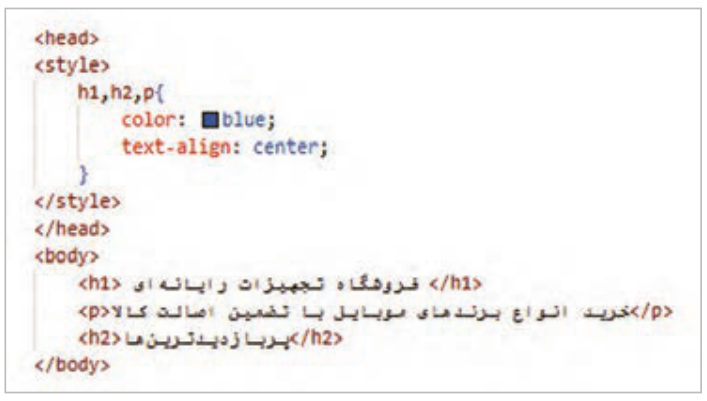 <head>
<style>
h1,h2,p{
color: blue;
text-align: center;
}
</style>
</head>
<body>
<h1> فروشگاه تجهیزات رایانه‌ای </h1>
<p>خرید انواع برندهای موبایل با تضمین اصالت کالا</p>
<h2>پربازدیدترین‌ها</h2>
</body>